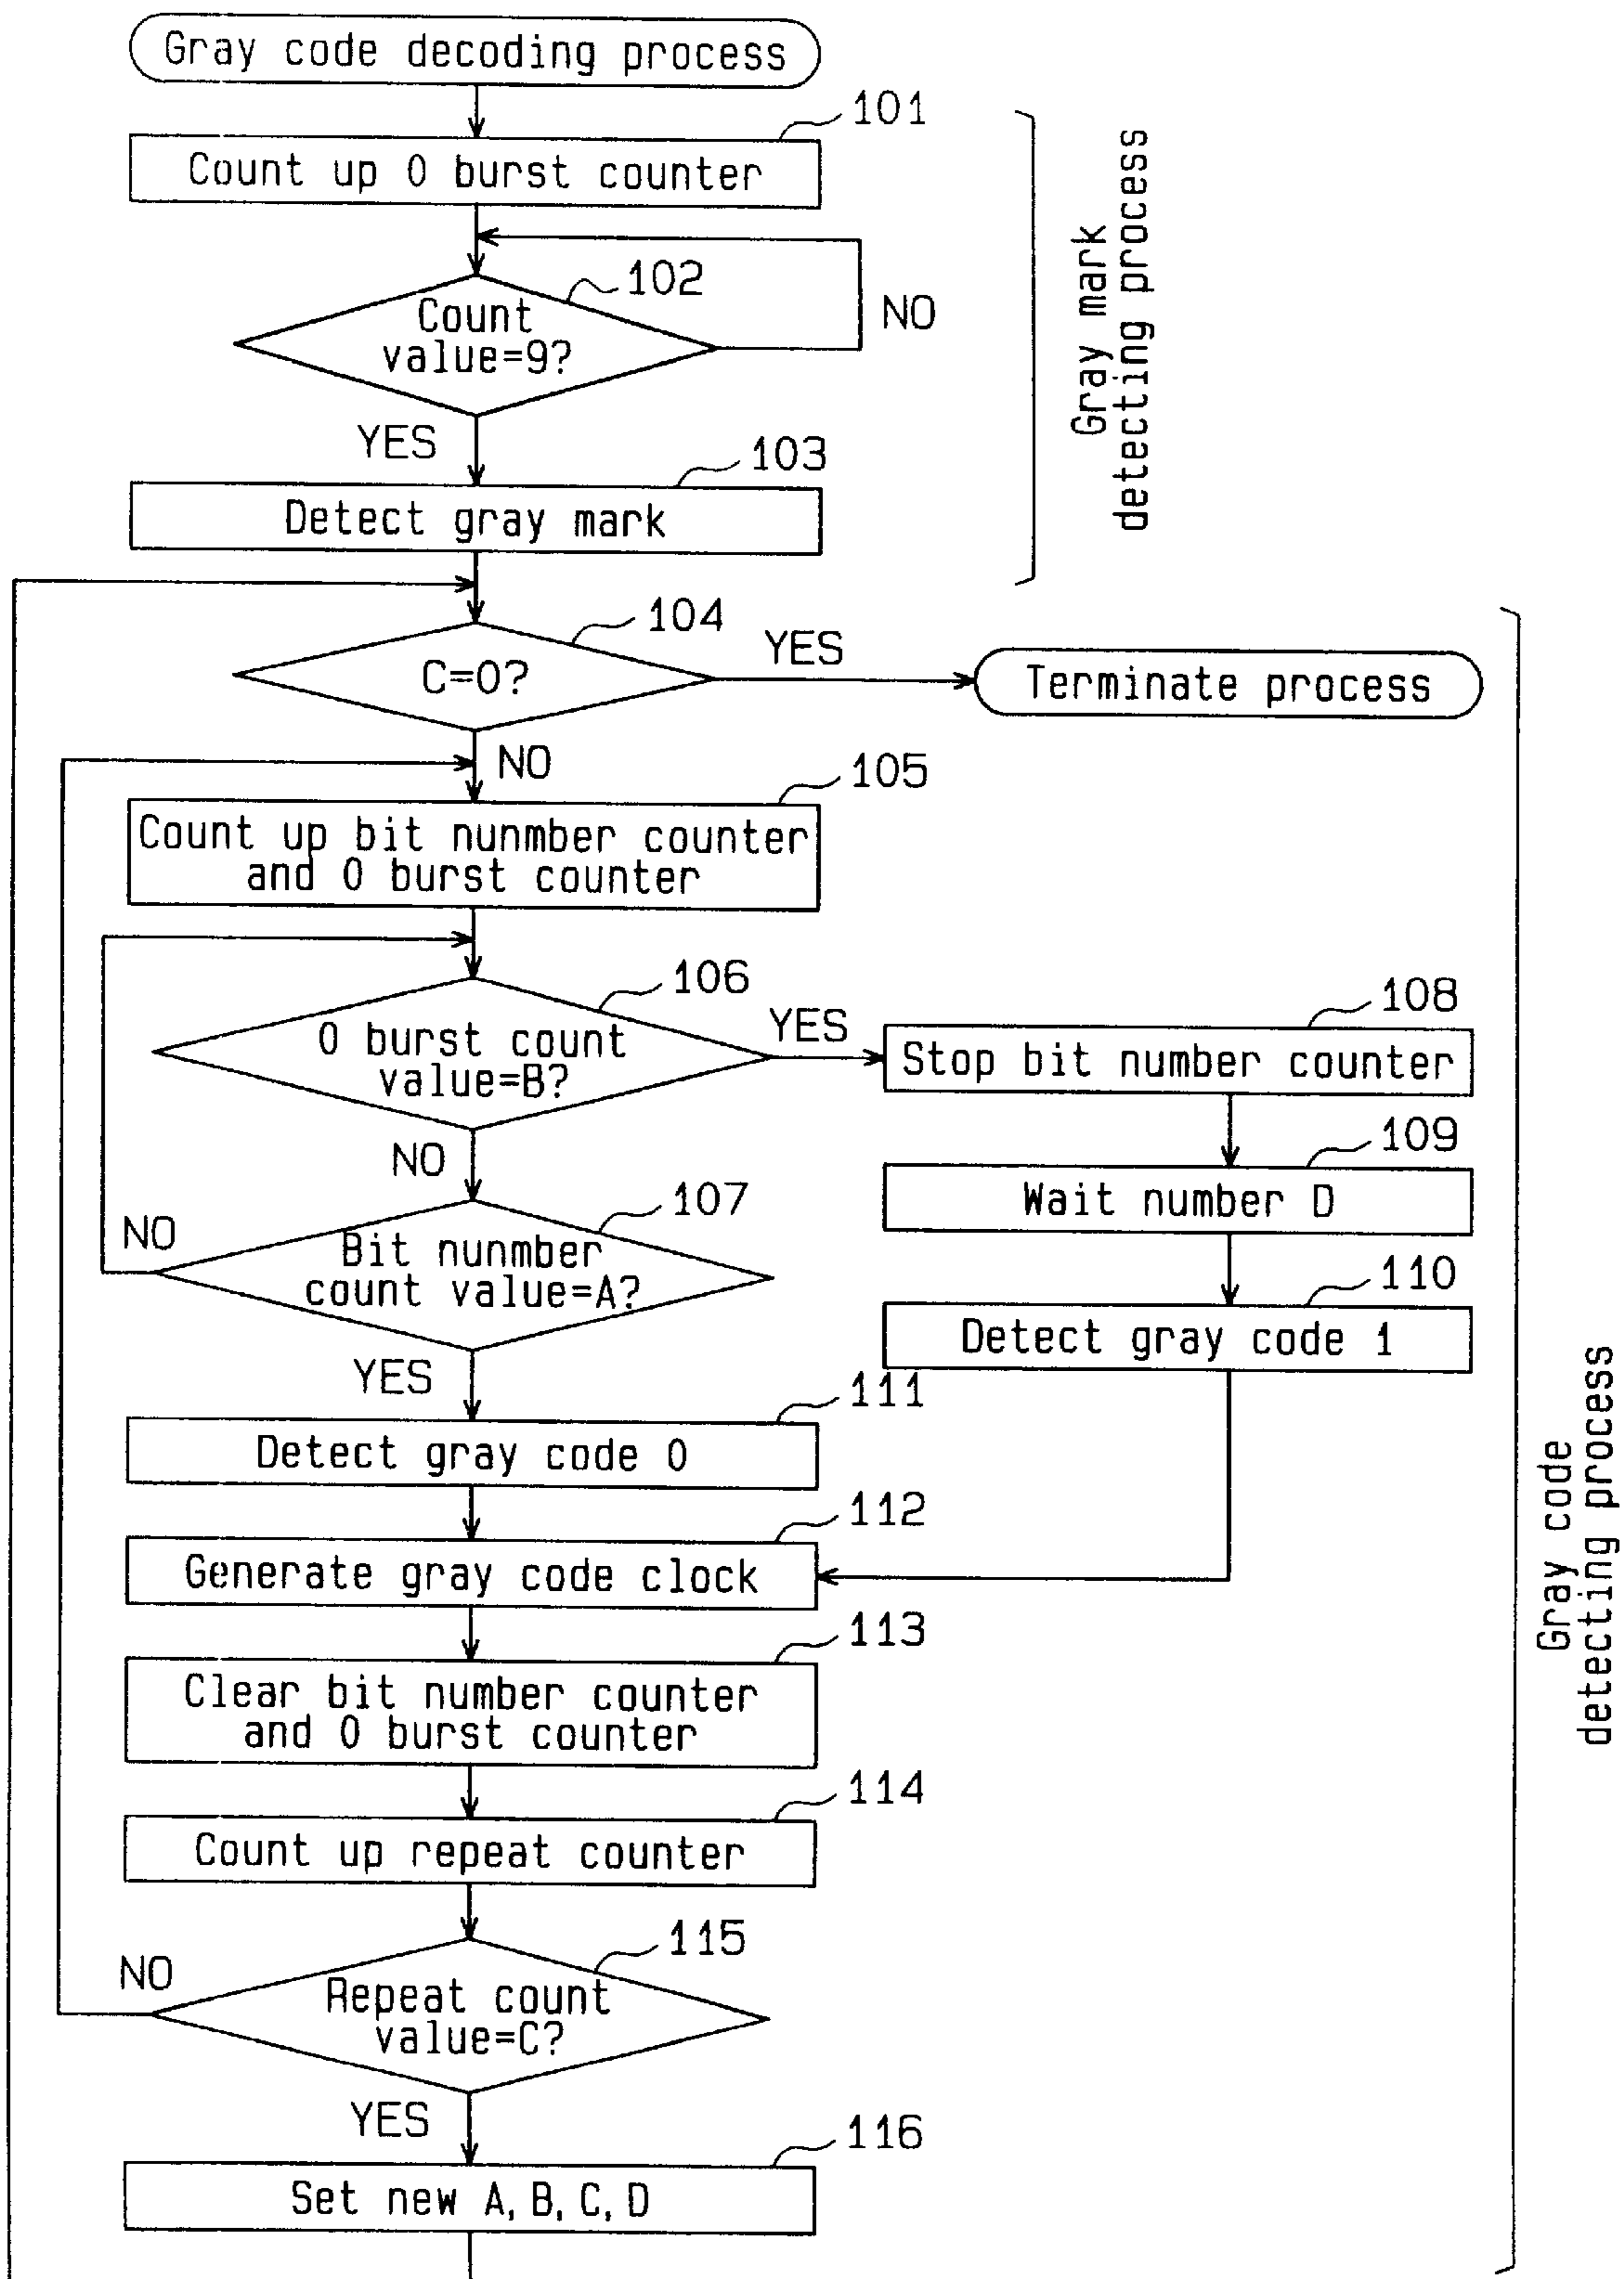 Gray code decoding process
101
Count up 0 burst counter
102
Count
value=9?
NO
YES
103
Detect gray mark
Gray mark
detecting process
104
C=0?
YES
Terminate process
NO
105
Count up bit nunmber counter
and 0 burst counter
106
0 burst count
value=B?
YES
108
Stop bit number counter
109
Wait number D
110
Detect gray code 1
NO
107
Bit nunmber
count value=A?
NO
YES
111
Detect gray code 0
112
Generate gray code clock
113
Clear bit number counter
and 0 burst counter
114
Count up repeat counter
115
Repeat count
value=C?
NO
YES
116
Set new A, B, C, D
Gray code
detecting process